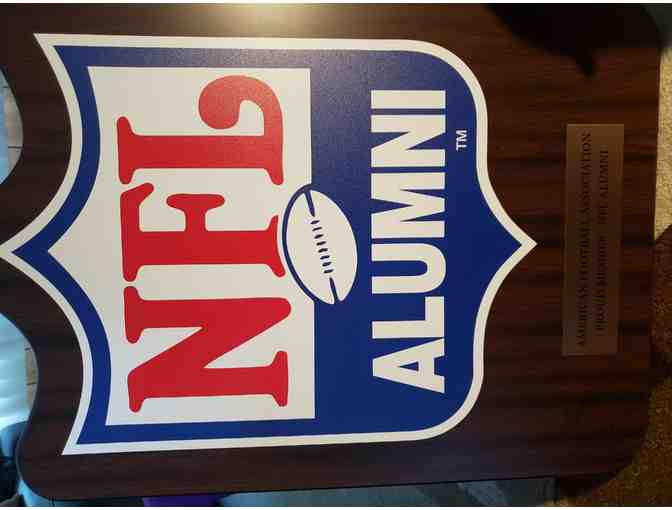 NFL
ALUMNI
TM
AMERICAN FOOTBALL ASSOCIATION
PROUD MEMBER NFL ALUMNI